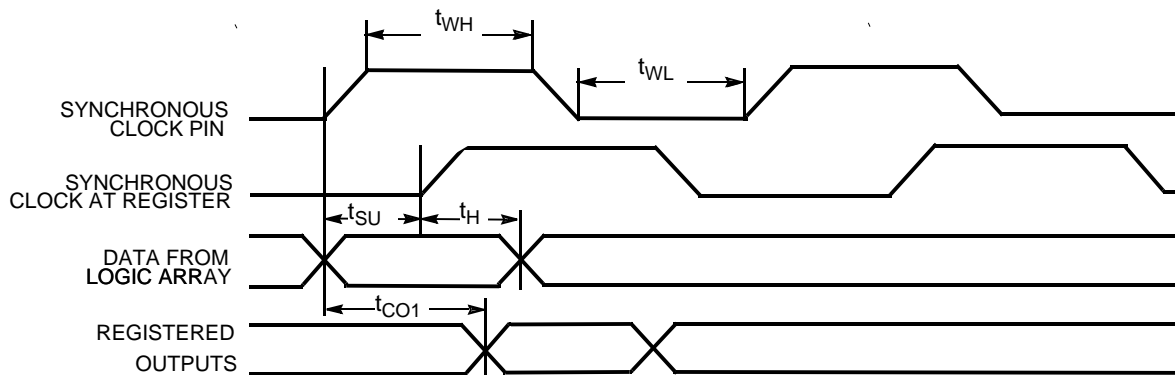 tWH
tWL
SYNCHRONOUS
CLOCK PIN
SYNCHRONOUS
CLOCK AT REGISTER
tSU
tH
DATA FROM
LOGIC ARRAY
tCO1
REGISTERED
OUTPUTS